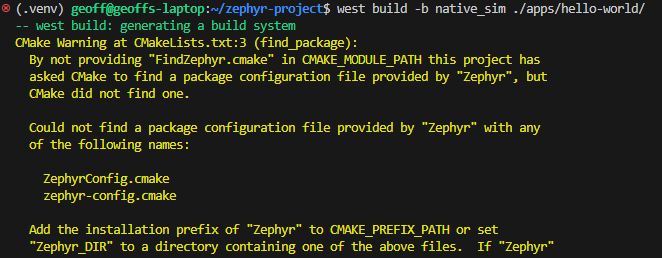 (.venv) geoff@geoffs-laptop:~/zephyr-project$ west build -b native_sim ./apps/hello-world/
-- west build: generating a build system
CMake Warning at CMakeLists.txt:3 (find_package):
  By not providing "FindZephyr.cmake" in CMAKE_MODULE_PATH this project has
  asked CMake to find a package configuration file provided by "Zephyr", but
  CMake did not find one.

  Could not find a package configuration file provided by "Zephyr" with any
  of the following names:

    ZephyrConfig.cmake
    zephyr-config.cmake

  Add the installation prefix of "Zephyr" to CMAKE_PREFIX_PATH or set
  "Zephyr_DIR" to a directory containing one of the above files.  If "Zephyr"